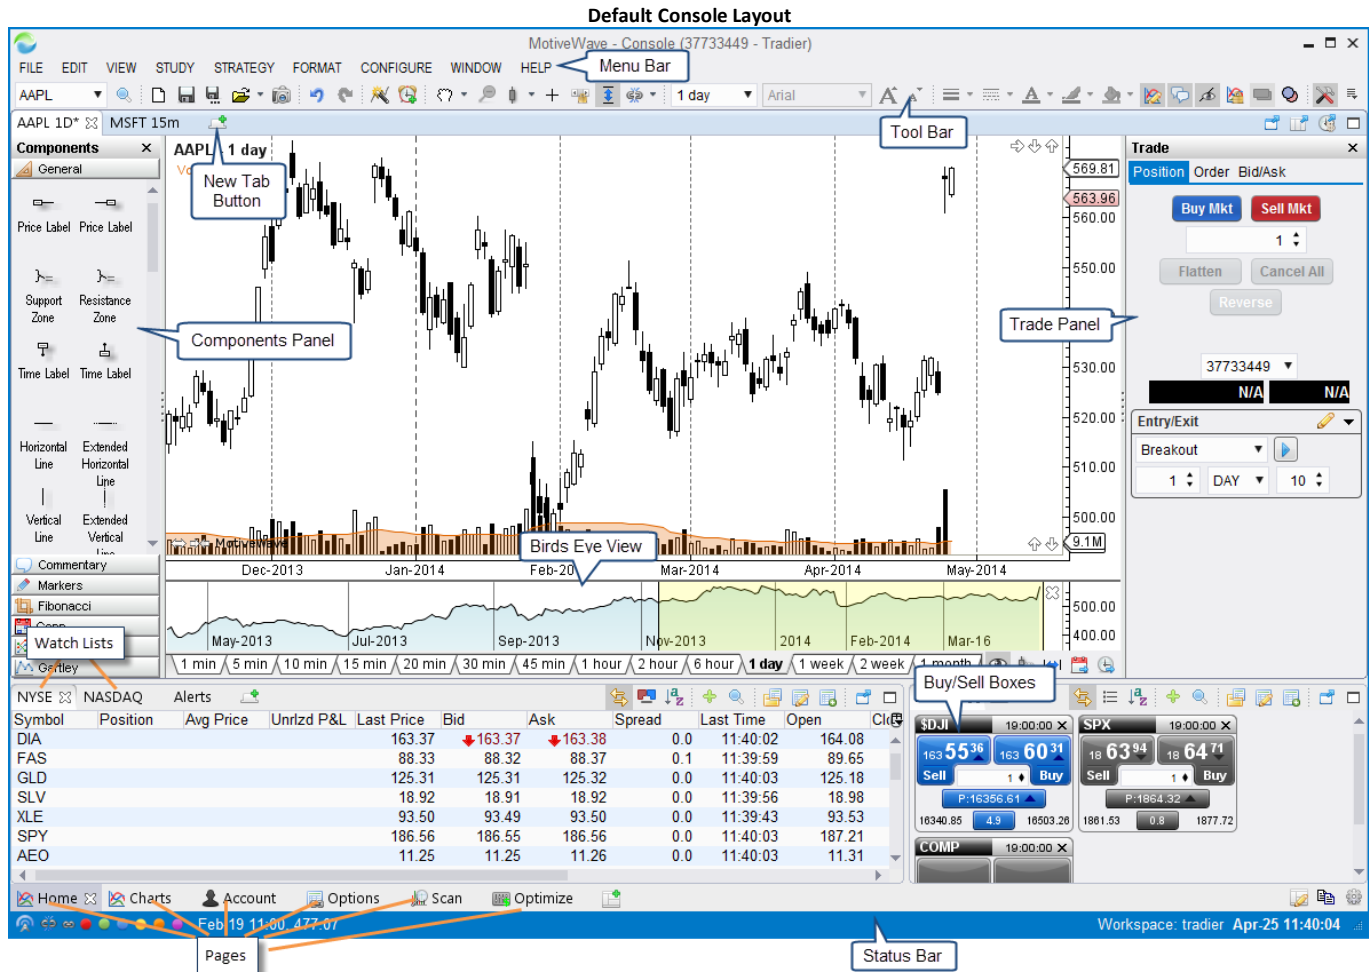 Default Console Layout
MotiveWave - Console (37733449 - Tradier)
FILE EDIT VIEW STUDY STRATEGY FORMAT CONFIGURE WINDOW HELP
Menu Bar
AAPL 1 day Arial
Tool Bar
AAPL 1D* MSFT 15m
New Tab Button
Components
General
Price Label Price Label
Support Zone Resistance Zone
Time Label Time Label
Horizontal Line Extended Horizontal Line
Vertical Line Extended Vertical Line
Commentary
Markers
Fibonacci
Gartley
Components Panel
Watch Lists
AAPL - 1 day
569.81
563.96
560.00
550.00
530.00
520.00
510.00
500.00
9.1M
MotiveWave
Birds Eye View
Dec-2013 Jan-2014 Feb-20 Mar-2014 Apr-2014 May-2014
500.00
400.00
May-2013 Jul-2013 Sep-2013 Nov-2013 2014 Feb-2014 Mar-16
1 min 5 min 10 min 15 min 20 min 30 min 45 min 1 hour 2 hour 6 hour 1 day 1 week 2 week 1 month
Trade
Position Order Bid/Ask
Buy Mkt Sell Mkt
1
Flatten Cancel All
Reverse
Trade Panel
37733449
N/A N/A
Entry/Exit
Breakout
1 DAY 10
NYSE NASDAQ Alerts
Symbol Position Avg Price Unrlzd P&L Last Price Bid Ask Spread Last Time Open
DIA 163.37 163.37 163.38 0.0 11:40:02 164.08
FAS 88.33 88.32 88.37 0.1 11:39:59 89.65
GLD 125.31 125.31 125.32 0.0 11:40:03 125.18
SLV 18.92 18.91 18.92 0.0 11:39:56 18.98
XLE 93.50 93.49 93.50 0.0 11:39:43 93.53
SPY 186.56 186.55 186.56 0.0 11:40:03 187.21
AEO 11.25 11.25 11.26 0.0 11:40:03 11.31
Buy/Sell Boxes
$DJI 19:00:00
163 55 36 163 60 31
Sell 1 Buy
P:16356.61
16340.85 4.9 16503.26
SPX 19:00:00
18 63 94 18 64 71
Sell 1 Buy
P:1864.32
1861.53 0.8 1877.72
COMP 19:00:00
Home Charts Account Options Scan Optimize
Feb 19 11:00, 477.07
Workspace: tradier Apr-25 11:40:04
Pages
Status Bar